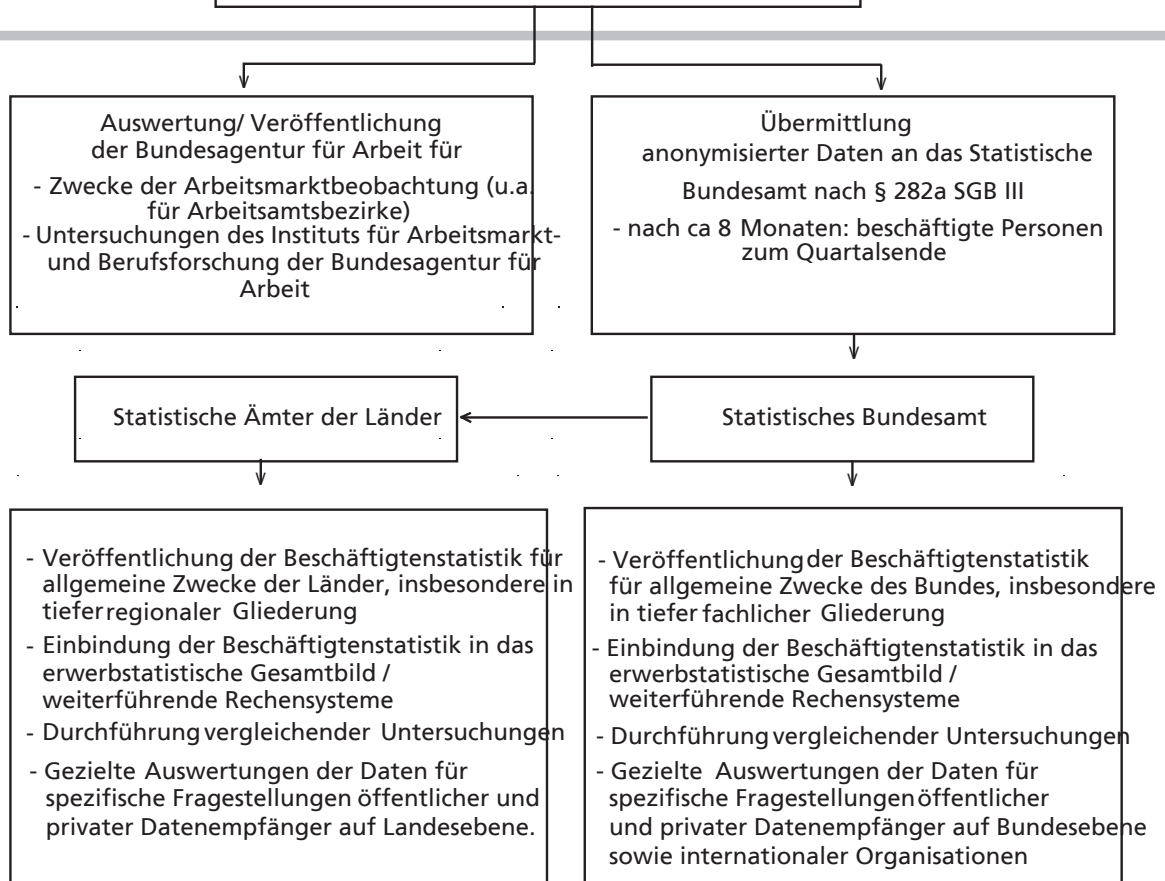 Auswertung/ Veröffentlichung
der Bundesagentur für Arbeit für
- Zwecke der Arbeitsmarktbeobachtung (u.a.
für Arbeitsamtsbezirke)
- Untersuchungen des Instituts für Arbeitsmarkt-
und Berufsforschung der Bundesagentur für
Arbeit
Übermittlung
anonymisierter Daten an das Statistische
Bundesamt nach § 282a SGB III
- nach ca 8 Monaten: beschäftigte Personen
zum Quartalsende
Statistische Ämter der Länder
Statistisches Bundesamt
- Veröffentlichung der Beschäftigtenstatistik für
allgemeine Zwecke der Länder, insbesondere in
tiefer regionaler Gliederung
- Einbindung der Beschäftigtenstatistik in das
erwerbstatistische Gesamtbild /
weiterführende Rechensysteme
- Durchführung vergleichender Untersuchungen
- Gezielte Auswertungen der Daten für
spezifische Fragestellungen öffentlicher und
privater Datenempfänger auf Landesebene.
- Veröffentlichung der Beschäftigtenstatistik
für allgemeine Zwecke des Bundes, insbesondere
in tiefer fachlicher Gliederung
- Einbindung der Beschäftigtenstatistik in das
erwerbstatistische Gesamtbild /
weiterführende Rechensysteme
- Durchführung vergleichender Untersuchungen
- Gezielte Auswertungen der Daten für
spezifische Fragestellungen öffentlicher
und privater Datenempfänger auf Bundesebene
sowie internationaler Organisationen